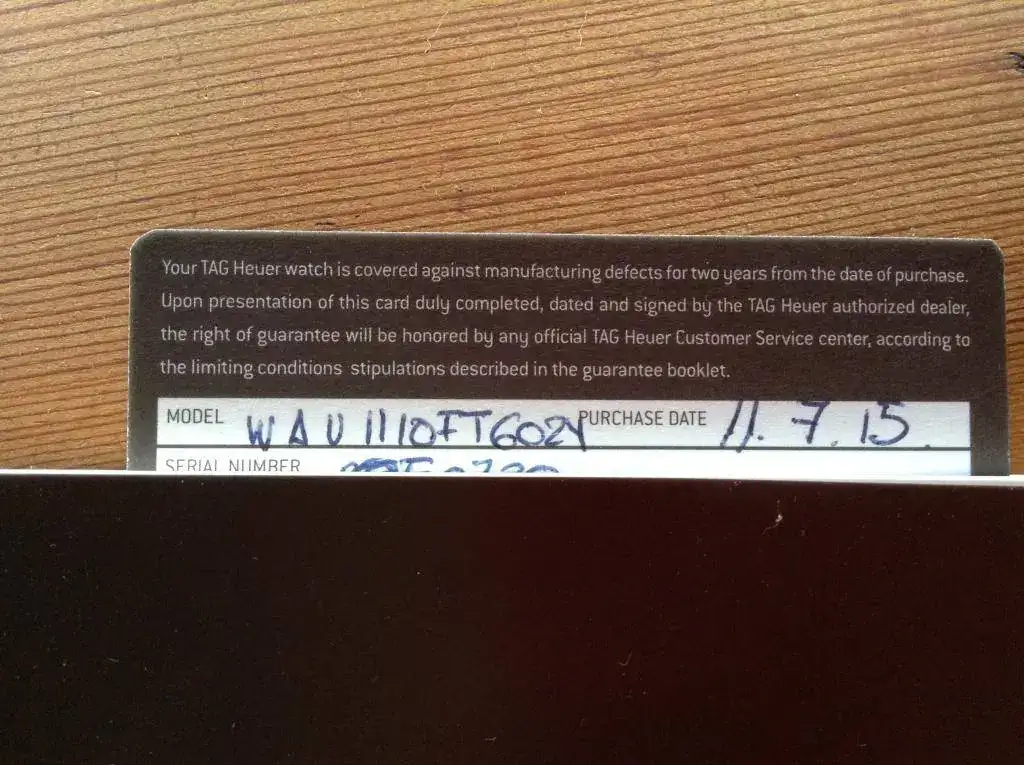 Your TAG Heuer watch is covered against manufacturing defects for two years from the date of purchase.
Upon presentation of this card duly completed, dated and signed by the TAG Heuer authorized dealer,
the right of guarantee will be honored by any official TAG Heuer Customer Service center, according to
the limiting conditions stipulations described in the guarantee booklet.
MODEL WAU1110FT6024 PURCHASE DATE 11.7.15.
SERIAL NUMBER